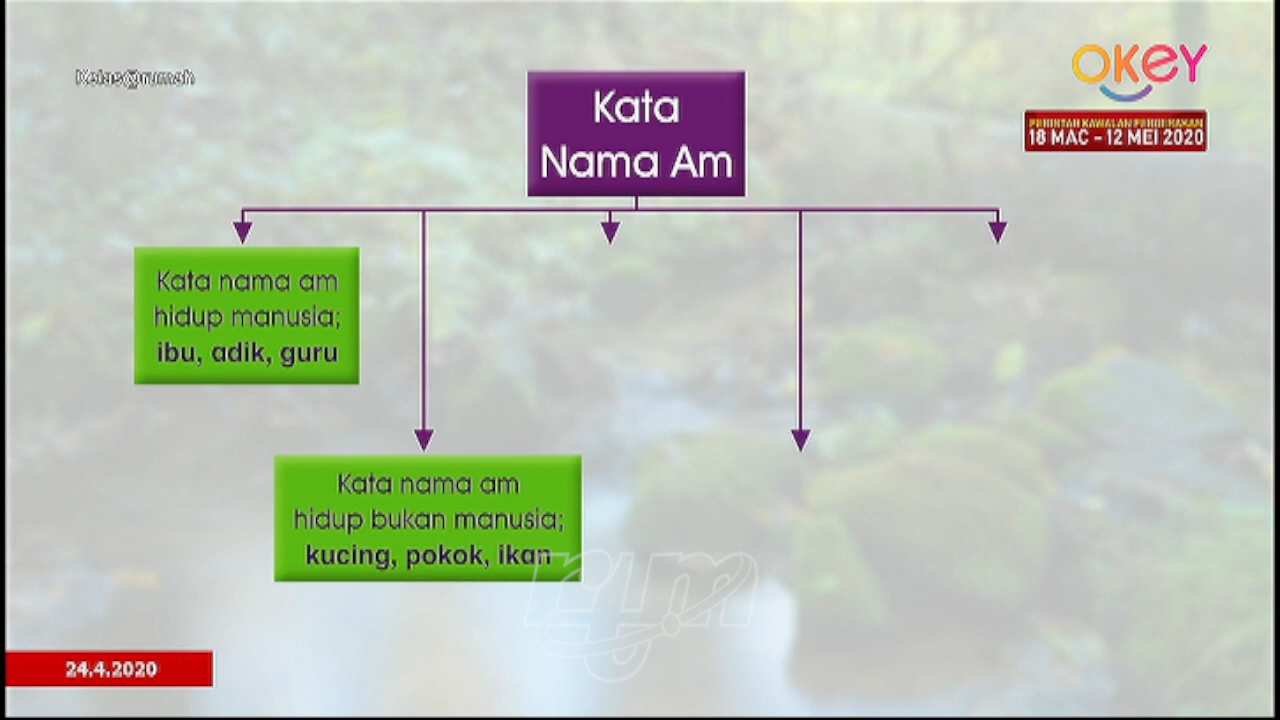 Kelas@rumah
OKEY
PERINTAH KAWALAN PERGERAKAN
18 MAC - 12 MEI 2020
Kata
Nama Am
Kata nama am
hidup manusia;
ibu, adik, guru
Kata nama am
hidup bukan manusia;
kucing, pokok, ikan
rtm
24.4.2020